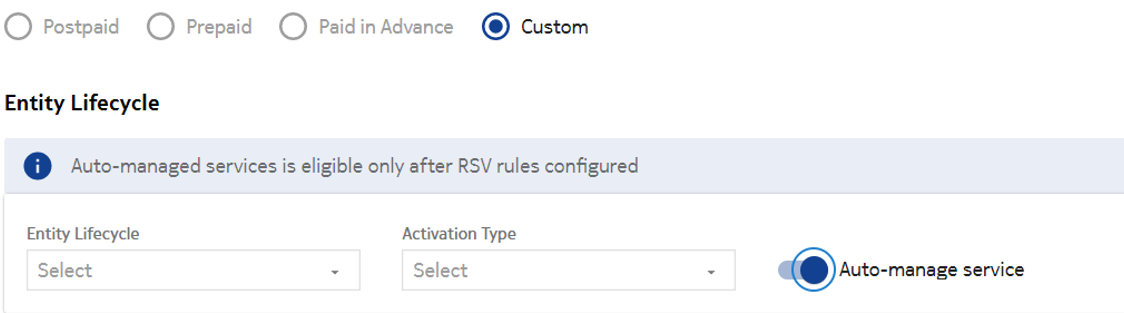 Postpaid Prepaid Paid in Advance Custom
Entity Lifecycle
Auto-managed services is eligible only after RSV rules configured
Entity Lifecycle Activation Type
Select Select Auto-manage service